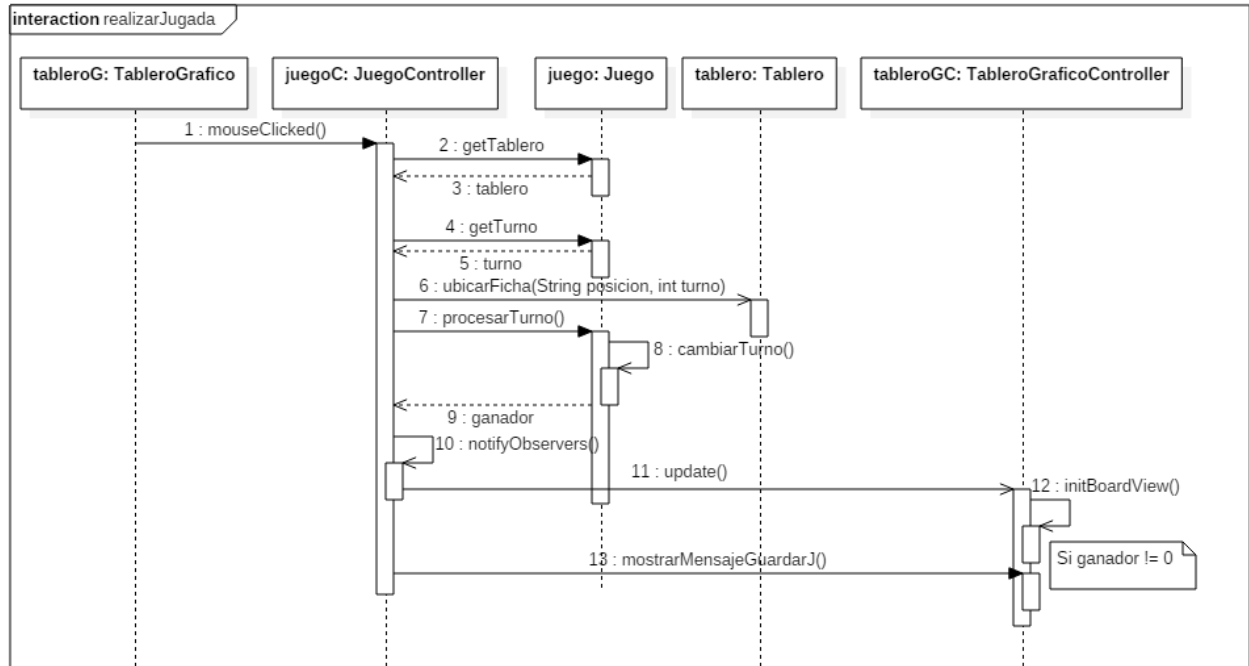 interaction realizarJugada
tableroG: TableroGrafico
juegoC: JuegoController
juego: Juego
tablero: Tablero
tableroGC: TableroGraficoController
1 : mouseClicked()
2 : getTablero
3 : tablero
4 : getTurno
5 : turno
6 : ubicarFicha(String posicion, int turno)
7 : procesarTurno()
8 : cambiarTurno()
9 : ganador
10 : notifyObservers()
11 : update()
12 : initBoardView()
13 : mostrarMensajeGuardarJ()
Si ganador != 0